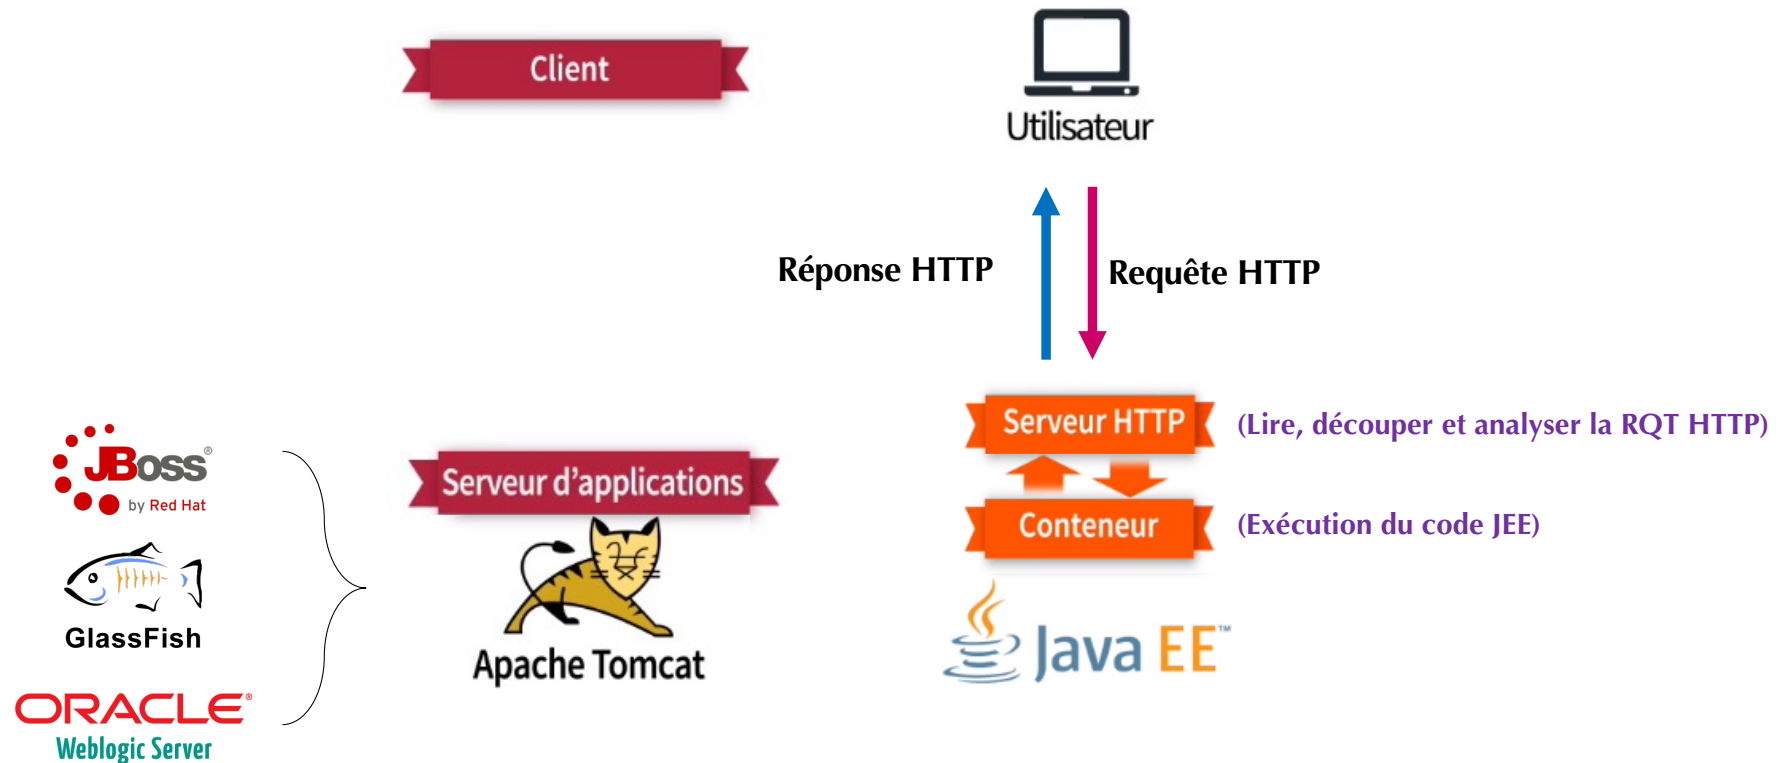 Client
Utilisateur
Réponse HTTP
Requête HTTP
Serveur HTTP
(Lire, découper et analyser la RQT HTTP)
JBoss®
by Red Hat
Serveur d'applications
Conteneur
(Exécution du code JEE)
GlassFish
Apache Tomcat
Java EE™
ORACLE®
Weblogic Server